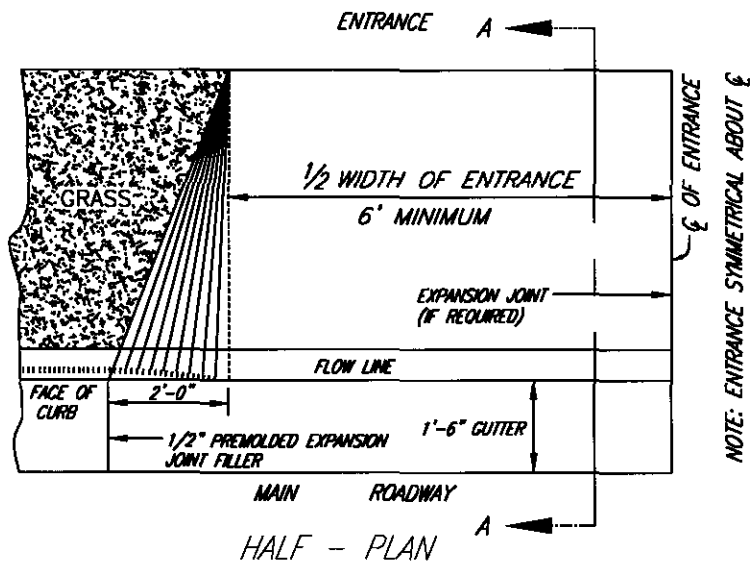 ENTRANCE
A
GRASS
1/2 WIDTH OF ENTRANCE
6' MINIMUM
℄ OF ENTRANCE
NOTE: ENTRANCE SYMMETRICAL ABOUT ℄
EXPANSION JOINT
(IF REQUIRED)
FLOW LINE
FACE OF
CURB
2'-0"
1'-6" GUTTER
1/2" PREMOLDED EXPANSION
JOINT FILLER
MAIN ROADWAY
A
HALF - PLAN